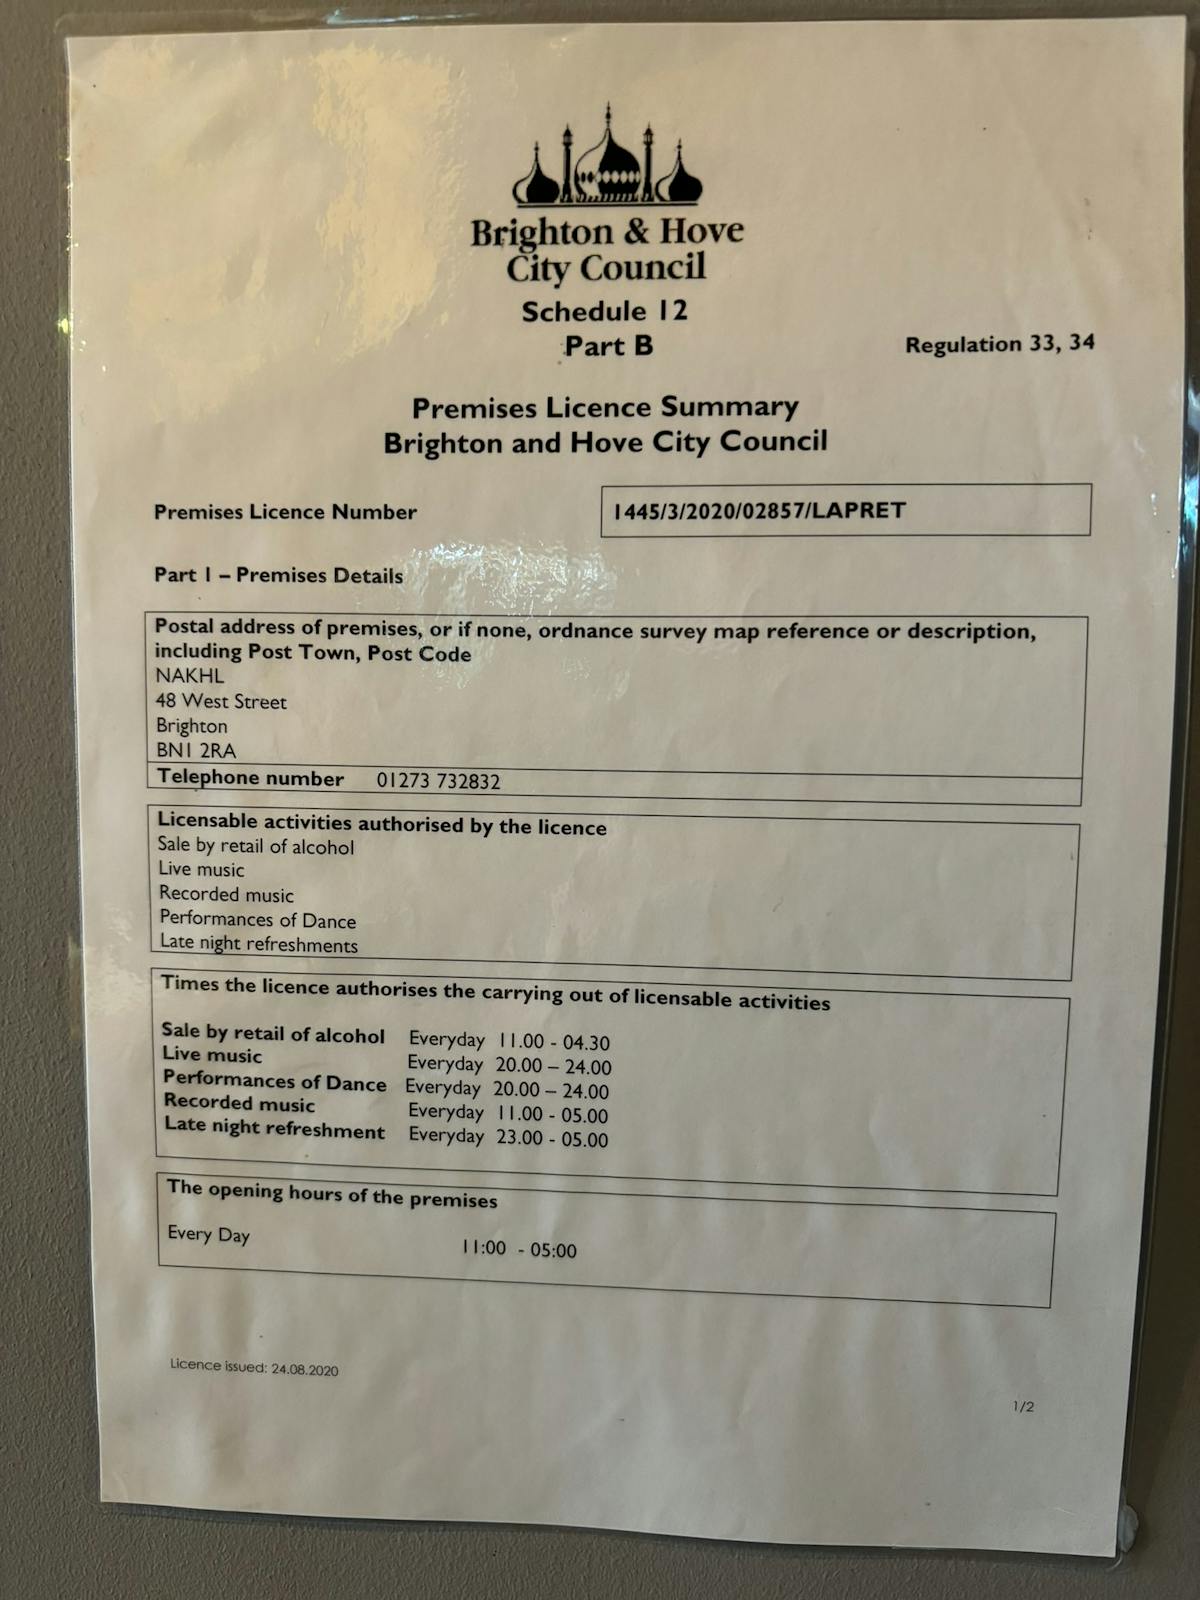 Brighton & Hove
City Council
Schedule 12
Part B
Regulation 33, 34
Premises Licence Summary
Brighton and Hove City Council
Premises Licence Number
1445/3/2020/02857/LAPRET
Part 1 – Premises Details
Postal address of premises, or if none, ordnance survey map reference or description,
including Post Town, Post Code
NAKHL
48 West Street
Brighton
BN1 2RA
Telephone number 01273 732832
Licensable activities authorised by the licence
Sale by retail of alcohol
Live music
Recorded music
Performances of Dance
Late night refreshments
Times the licence authorises the carrying out of licensable activities
Sale by retail of alcohol Everyday 11.00 - 04.30
Live music Everyday 20.00 – 24.00
Performances of Dance Everyday 20.00 – 24.00
Recorded music Everyday 11.00 - 05.00
Late night refreshment Everyday 23.00 - 05.00
The opening hours of the premises
Every Day 11:00 - 05:00
Licence issued: 24.08.2020
1/2